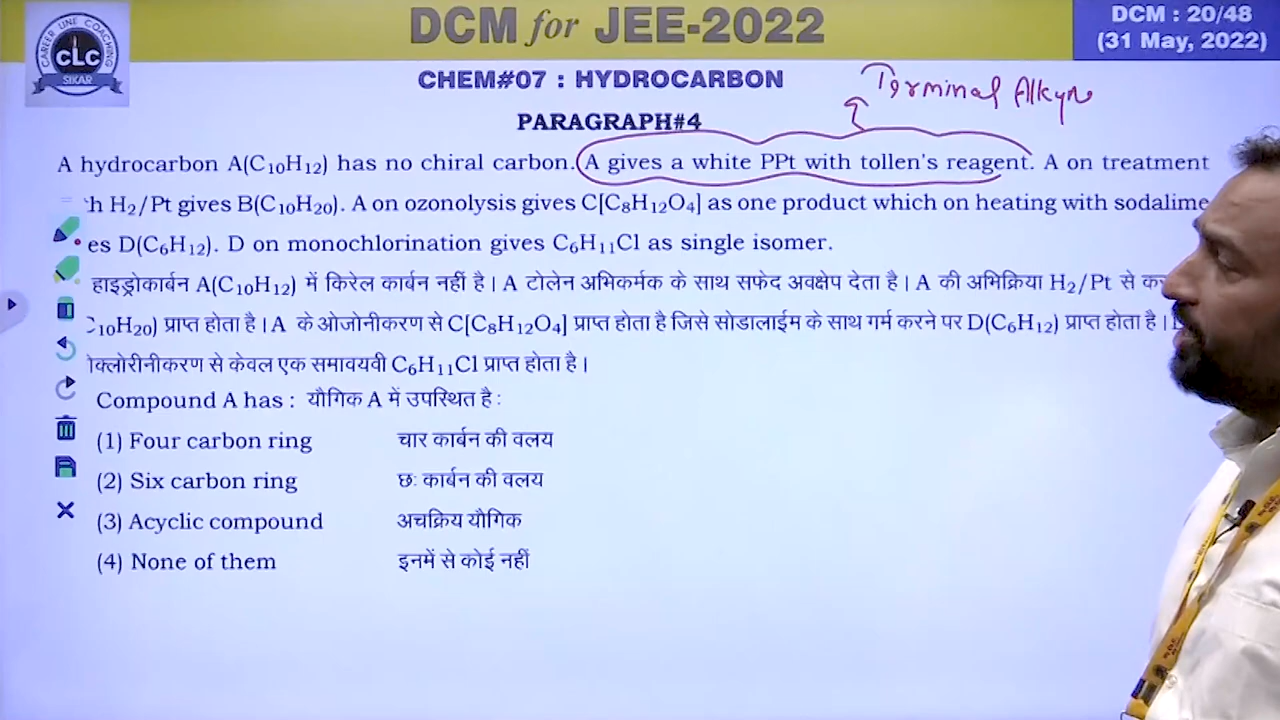 DCM for JEE-2022
DCM : 20/48
(31 May, 2022)
CAREER LINE COACHING
CLC
SIKAR
CHEM#07 : HYDROCARBON
Terminal Alkyne
PARAGRAPH#4
A hydrocarbon A(C₁₀H₁₂) has no chiral carbon. A gives a white PPt with tollen's reagent. A on treatment
h H₂/Pt gives B(C₁₀H₂₀). A on ozonolysis gives C[C₈H₁₂O₄] as one product which on heating with sodalime
es D(C₆H₁₂). D on monochlorination gives C₆H₁₁Cl as single isomer.
हाइड्रोकार्बन A(C₁₀H₁₂) में किरेल कार्बन नहीं है। A टोलेन अभिकर्मक के साथ सफेद अवक्षेप देता है। A की अभिक्रिया H₂/Pt से
C₁₀H₂₀) प्राप्त होता है। A के ओजोनीकरण से C[C₈H₁₂O₄] प्राप्त होता है जिसे सोडालाईम के साथ गर्म करने पर D(C₆H₁₂) प्राप्त होता है।
क्लोरीनीकरण से केवल एक समावयवी C₆H₁₁Cl प्राप्त होता है।
Compound A has : यौगिक A में उपस्थित है :
(1) Four carbon ring चार कार्बन की वलय
(2) Six carbon ring छः कार्बन की वलय
(3) Acyclic compound अचक्रिय यौगिक
(4) None of them इनमें से कोई नहीं